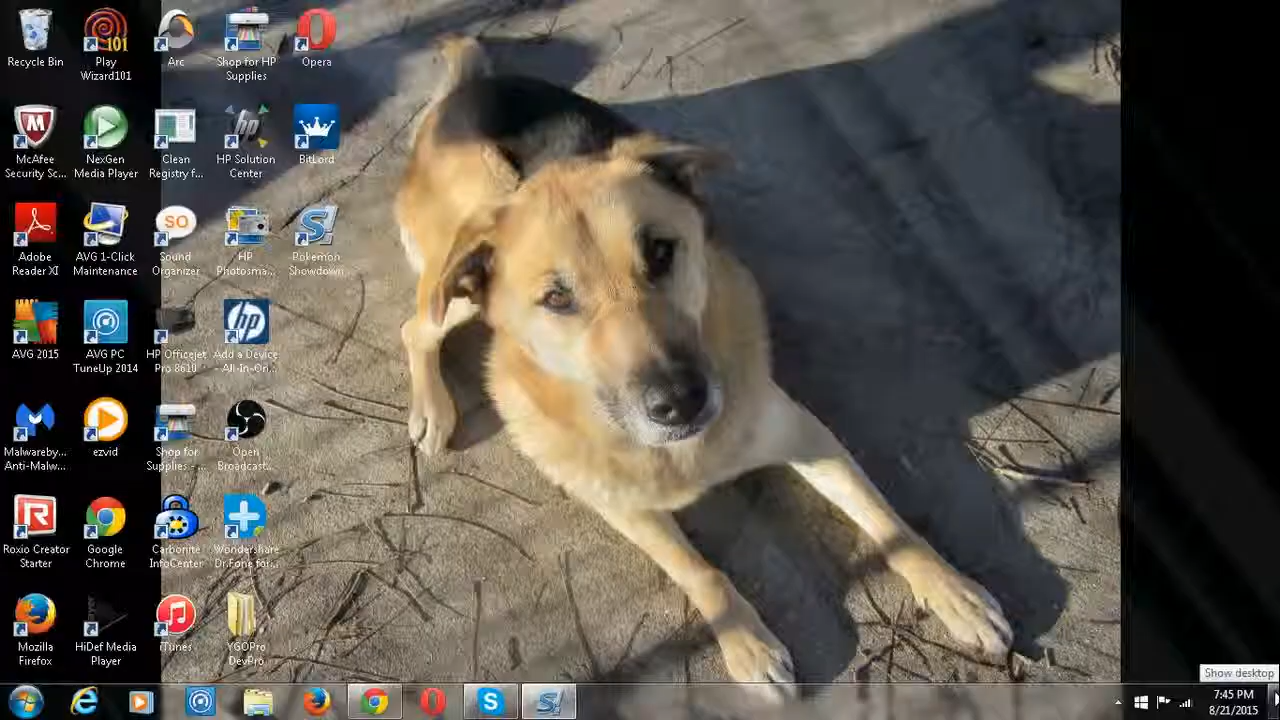 Recycle Bin
Play
Wizard101
101
Arc
Shop for HP
Supplies
Opera
McAfee
Security Sc...
NexGen
Media Player
Clean
Registry f...
hp
HP Solution
Center
BitLord
Adobe
Reader XI
AVG 1-Click
Maintenance
SO
Sound
Organizer
HP
Photosma...
S!
Pokemon
Showdown
AVG 2015
AVG PC
TuneUp 2014
HP Officejet
Pro 8610
hp
Add a Device
- All-In-On...
Malwareby...
Anti-Malw...
ezvid
Shop for
Supplies - ...
Open
Broadcast...
Roxio Creator
Starter
Google
Chrome
Carbonite
InfoCenter
Wondershare
Dr.Fone for...
Mozilla
Firefox
HiDef Media
Player
iTunes
YGOPro
DevPro
Show desktop
7:45 PM
8/21/2015